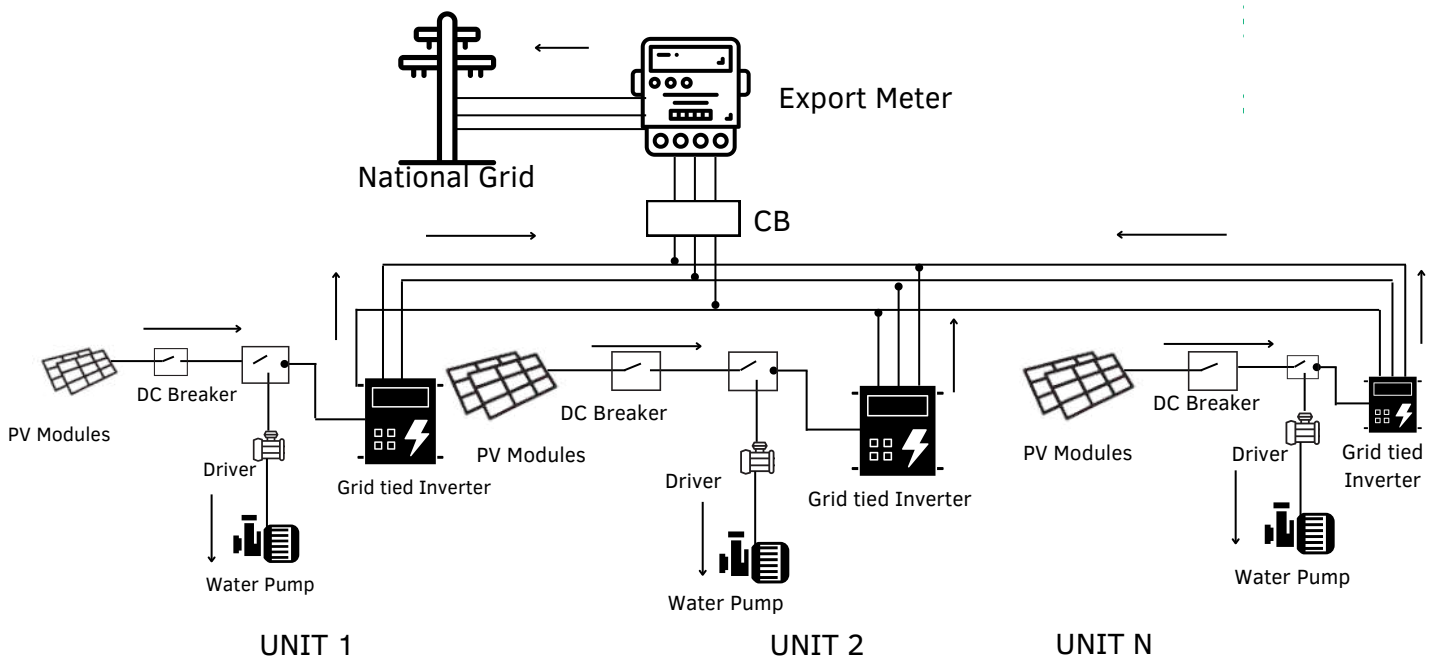 Export Meter
National Grid
CB
DC Breaker
PV Modules
Driver
Grid tied Inverter
Water Pump
UNIT 1
DC Breaker
PV Modules
Driver
Grid tied Inverter
Water Pump
UNIT 2
DC Breaker
PV Modules
Driver
Grid tied
Inverter
Water Pump
UNIT N